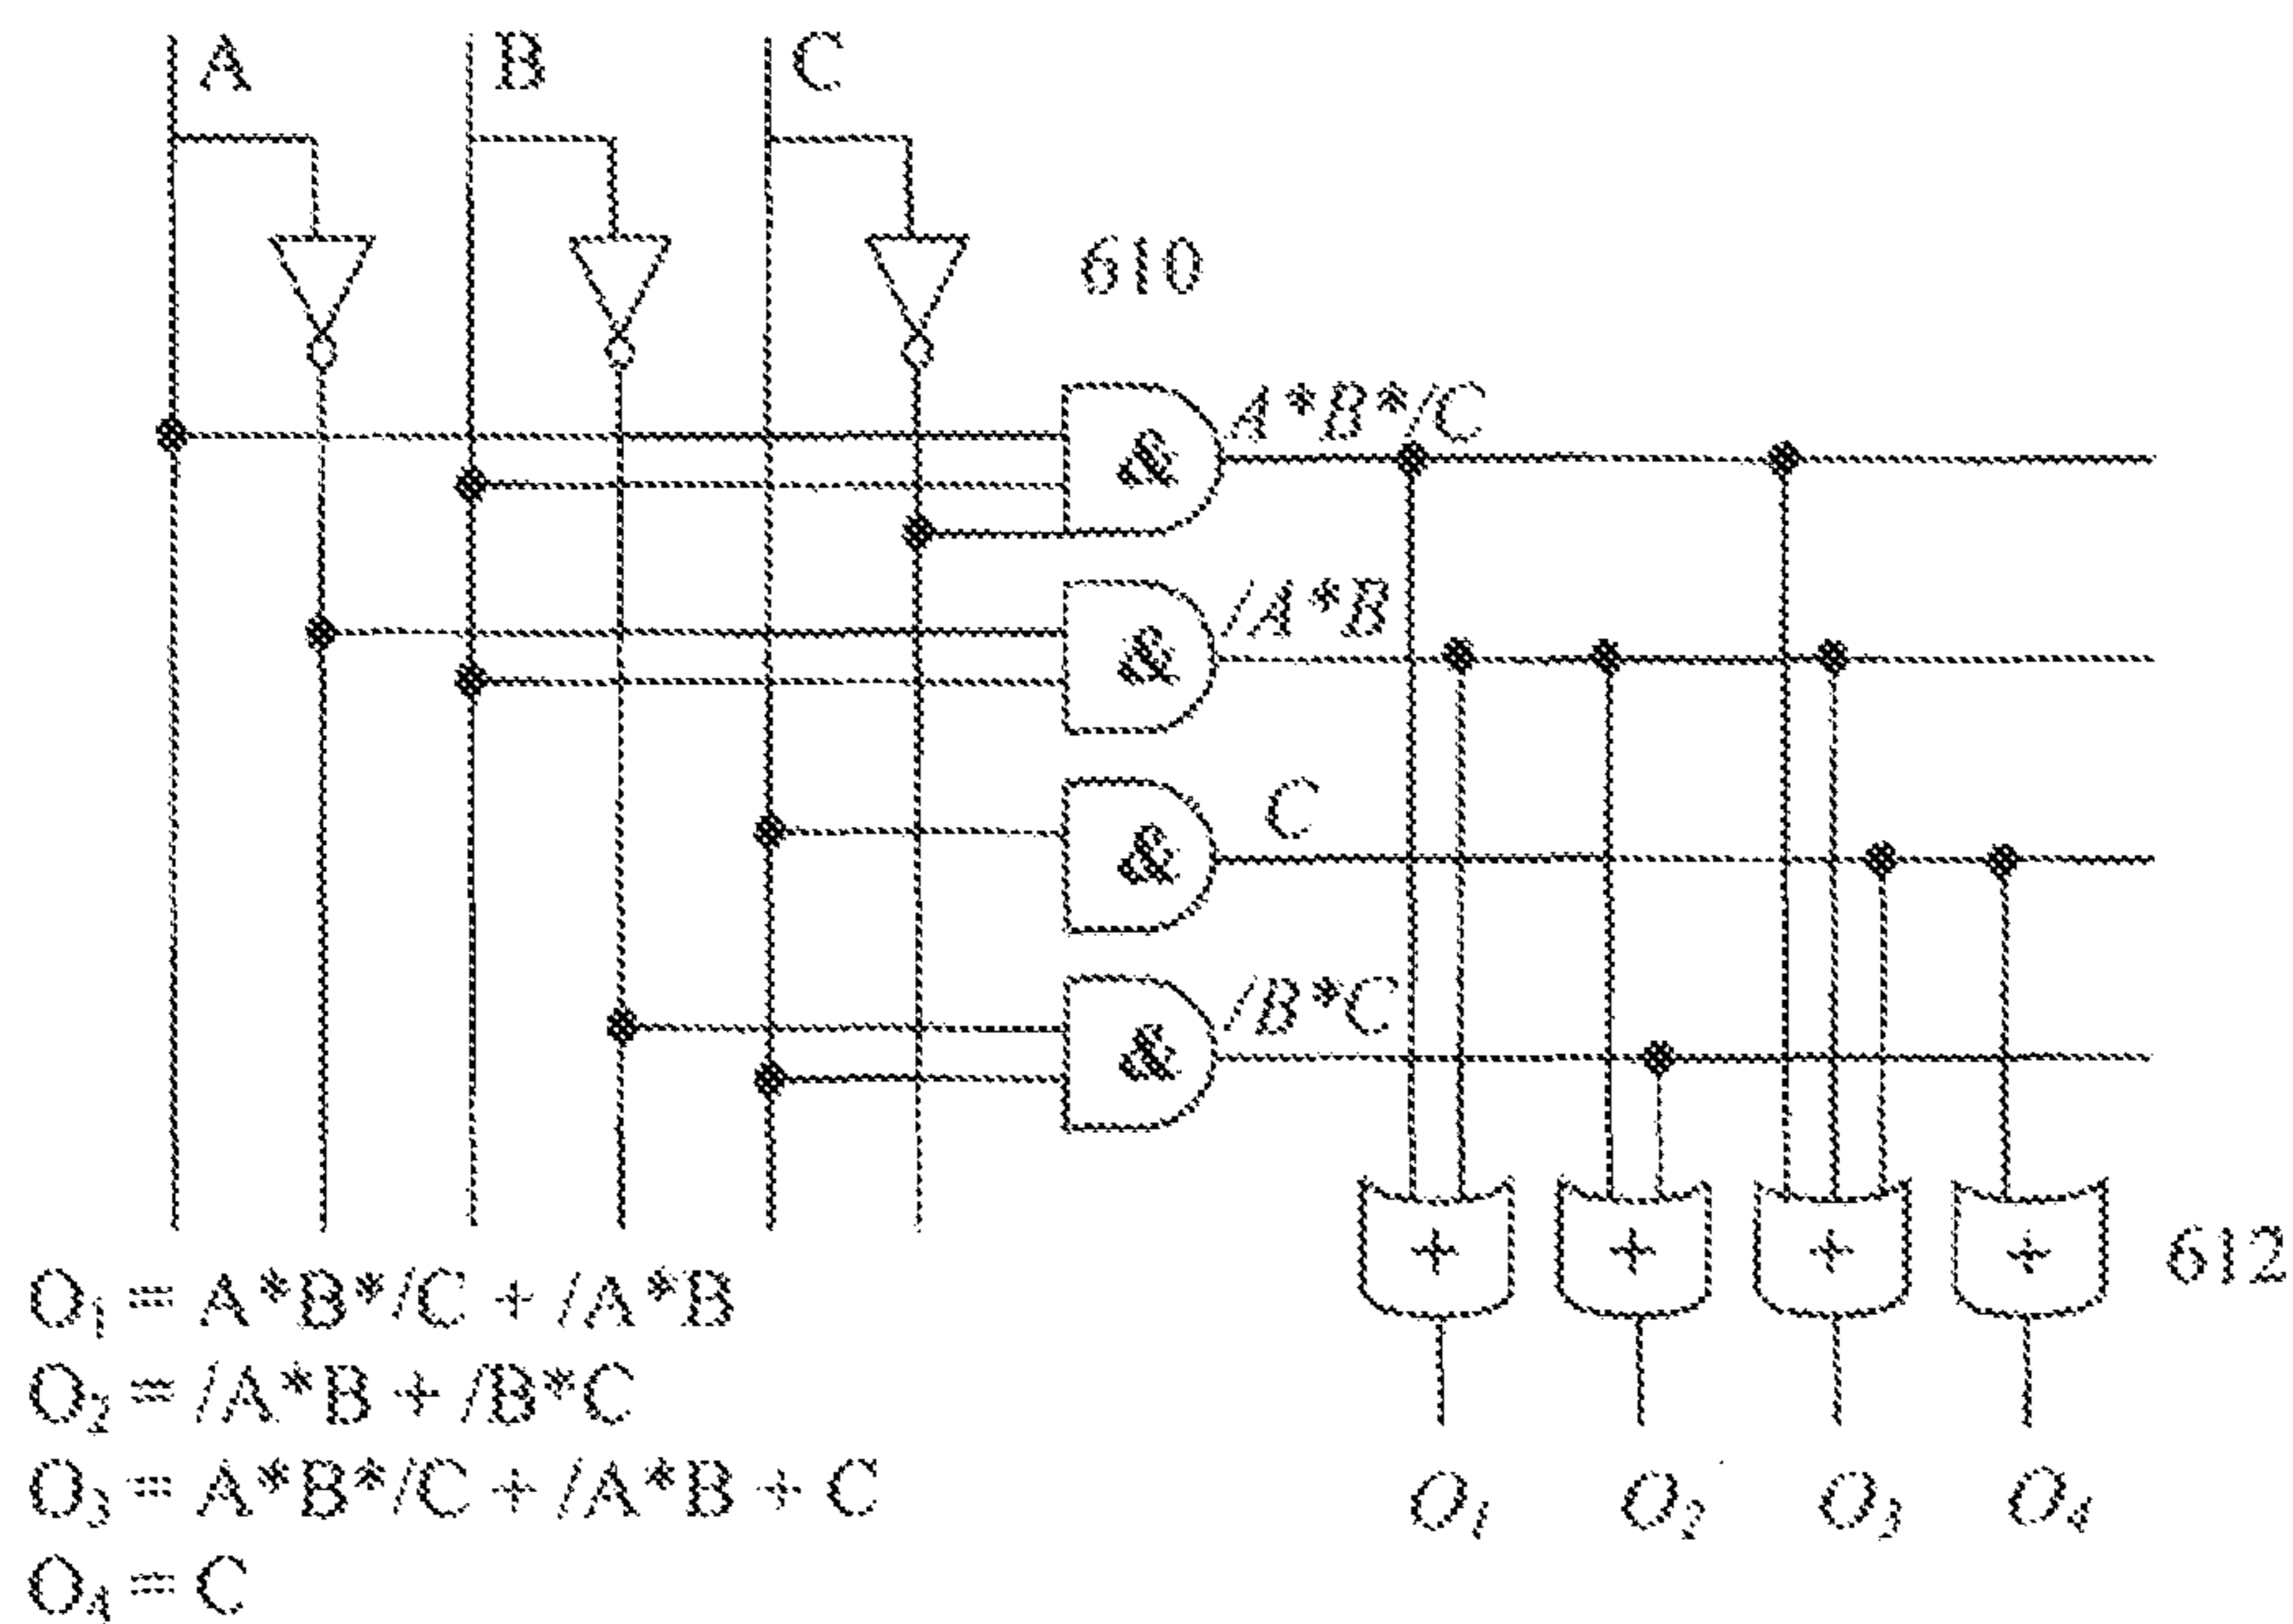 A B C
610
A*B*/C
&
/A*B
&
C
&
/B*C
&
+ + + +
612
O₁ = A*B*/C + /A*B
O₂ = /A*B + /B*C
O₃ = A*B*/C + /A*B + C
O₄ = C
O₁ O₂ O₃ O₄